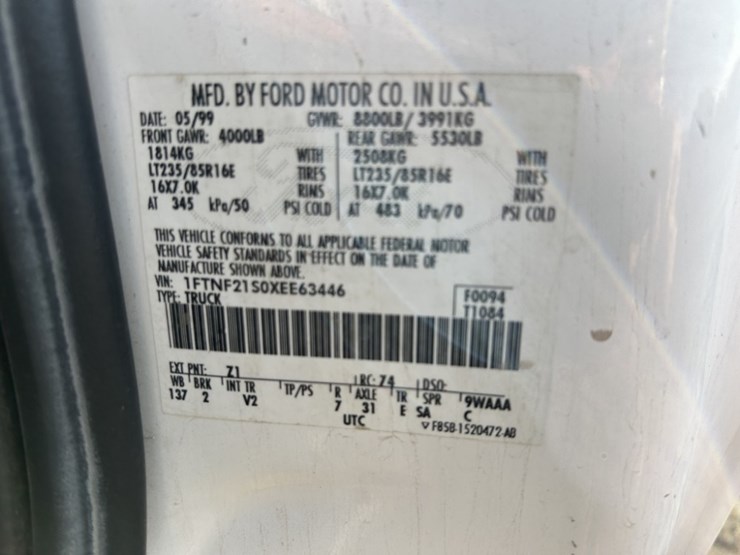 MFD. BY FORD MOTOR CO. IN U.S.A.
DATE: 05/99 GVWR: 8800LB/ 3991KG
FRONT GAWR: 4000LB REAR GAWR: 5530LB
1814KG WITH 2508KG WITH
LT235/85R16E TIRES LT235/85R16E TIRES
16X7.0K RIMS 16X7.0K RIMS
AT 345 kPa/50 PSI COLD AT 483 kPa/70 PSI COLD
THIS VEHICLE CONFORMS TO ALL APPLICABLE FEDERAL MOTOR
VEHICLE SAFETY STANDARDS IN EFFECT ON THE DATE OF
MANUFACTURE SHOWN ABOVE.
VIN: 1FTNF21S0XEE63446 F0094
TYPE: TRUCK T1084
EXT PNT: Z1 RC: 74 DSO:
WB BRK INT TR TP/PS R AXLE TR SPR 9WAAA
137 2 V2 7 31 E SA C
UTC ▽ F85B-1520472-AB